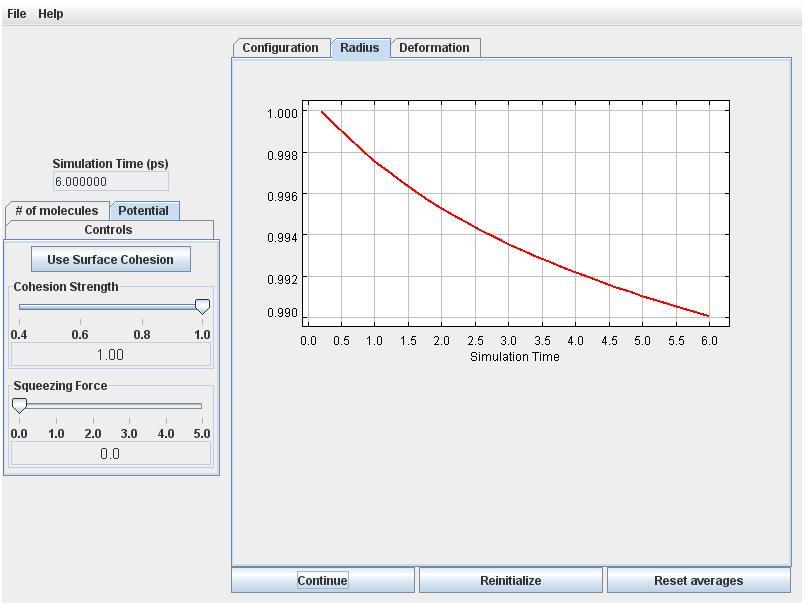 File Help
Configuration Radius Deformation
Simulation Time (ps)
6.000000
# of molecules Potential
Controls
Use Surface Cohesion
Cohesion Strength
0.4 0.6 0.8 1.0
1.00
Squeezing Force
0.0 1.0 2.0 3.0 4.0 5.0
0.0
1.000
0.998
0.996
0.994
0.992
0.990
0.0 0.5 1.0 1.5 2.0 2.5 3.0 3.5 4.0 4.5 5.0 5.5 6.0
Simulation Time
Continue Reinitialize Reset averages